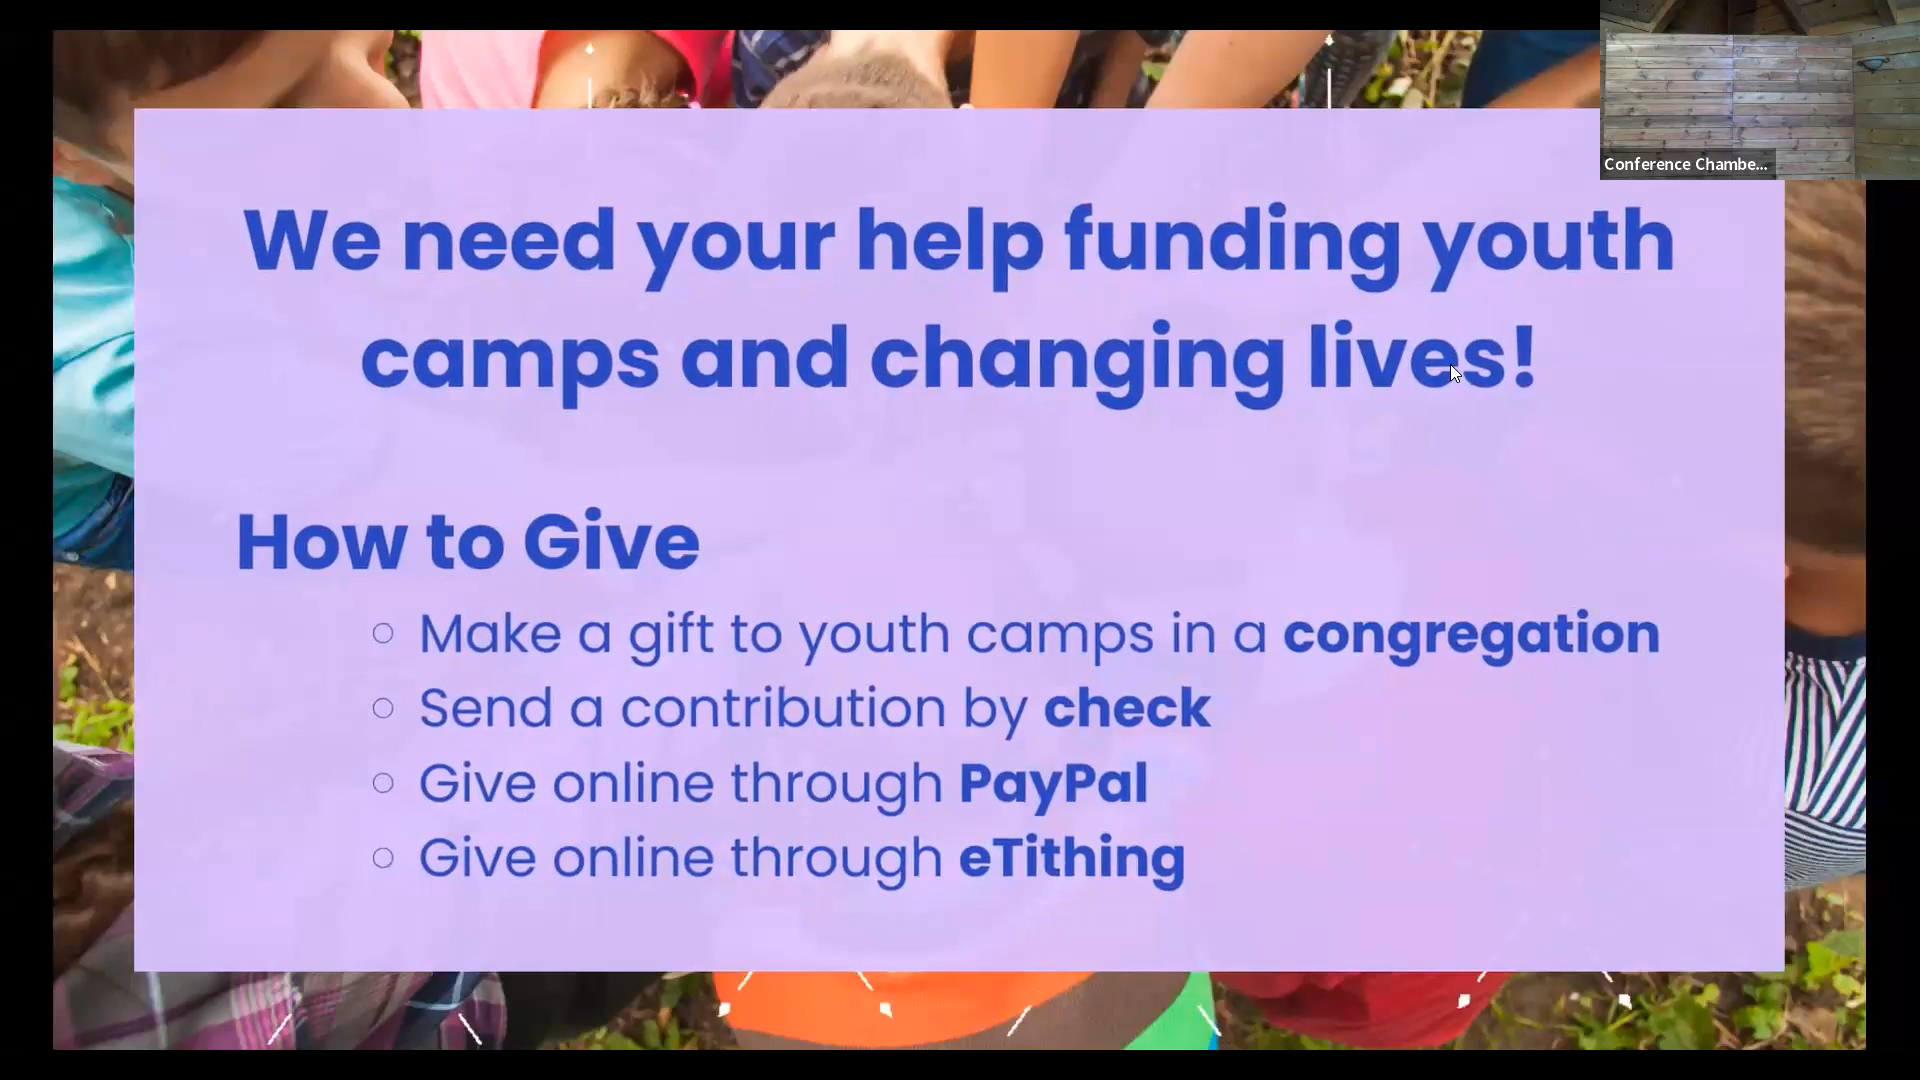 Conference Chambe...
We need your help funding youth
camps and changing lives!
How to Give
○ Make a gift to youth camps in a congregation
○ Send a contribution by check
○ Give online through PayPal
○ Give online through eTithing